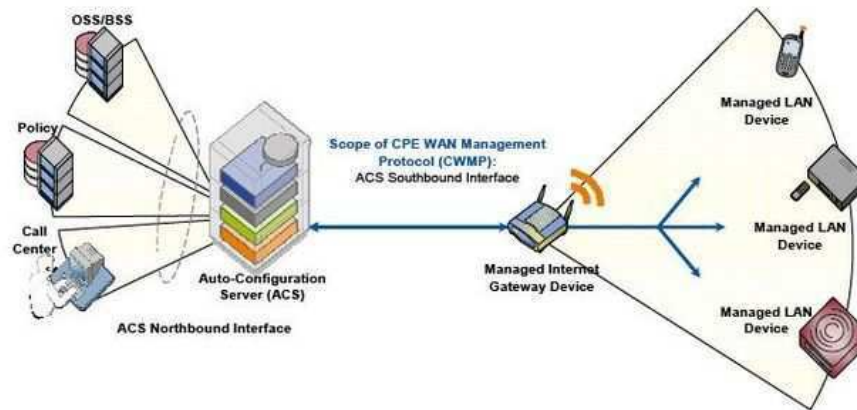 OSS/BSS
Policy
Call
Center
ACS Northbound Interface
Auto-Configuration
Server (ACS)
Scope of CPE WAN Management
Protocol (CWMP):
ACS Southbound Interface
Managed Internet
Gateway Device
Managed LAN
Device
Managed LAN
Device
Managed LAN
Device